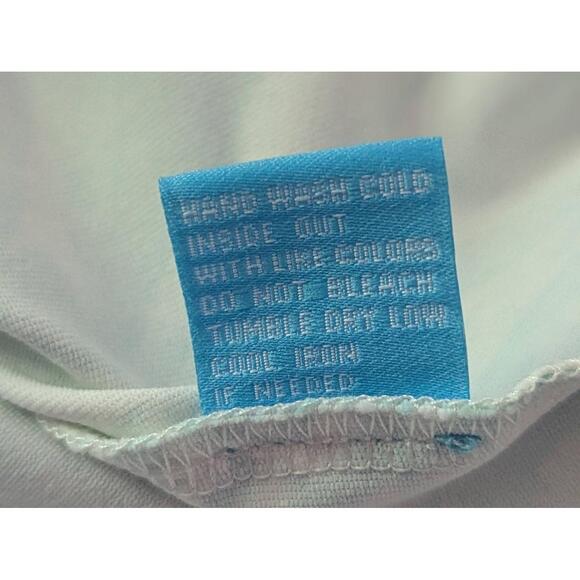 HAND WASH COLD
INSIDE OUT
WITH LIKE COLORS
DO NOT BLEACH
TUMBLE DRY LOW
COOL IRON
IF NEEDED